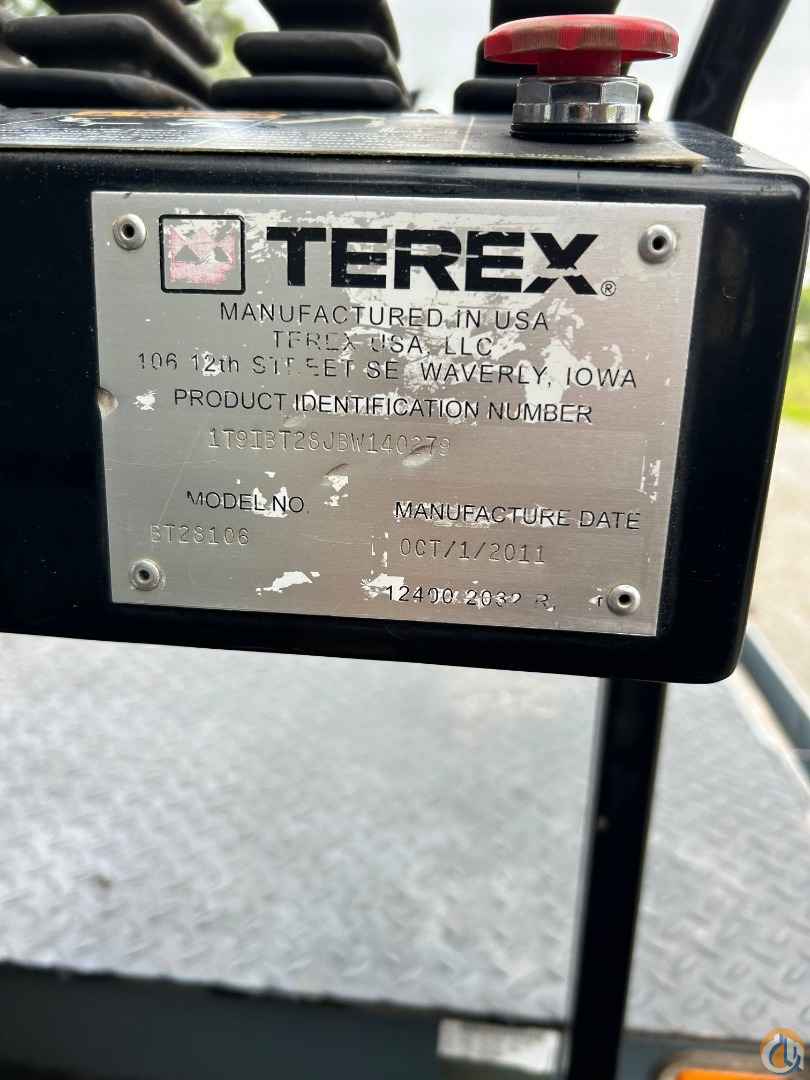 TEREX®
MANUFACTURED IN USA
TEREX USA, LLC
106 12th STREET SE WAVERLY, IOWA
PRODUCT IDENTIFICATION NUMBER
1T9IBT28JBW140279
MODEL NO. MANUFACTURE DATE
BT28106 OCT/1/2011
12400 2032 R